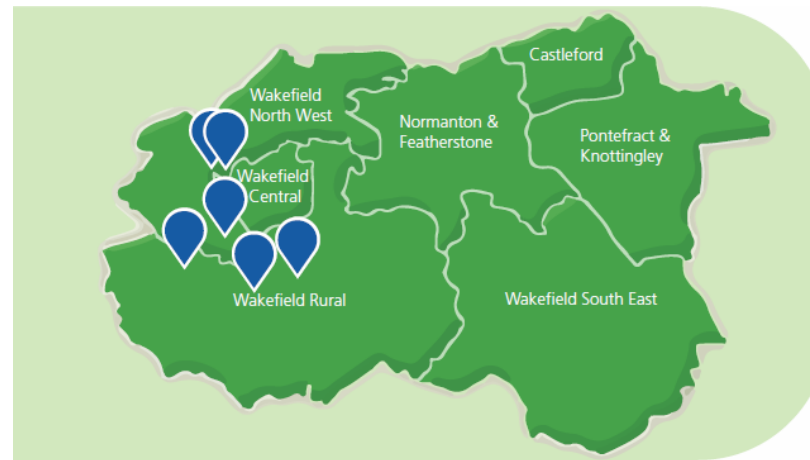 Castleford
Wakefield
North West
Normanton &
Featherstone
Pontefract &
Knottingley
Wakefield
Central
Wakefield Rural
Wakefield South East